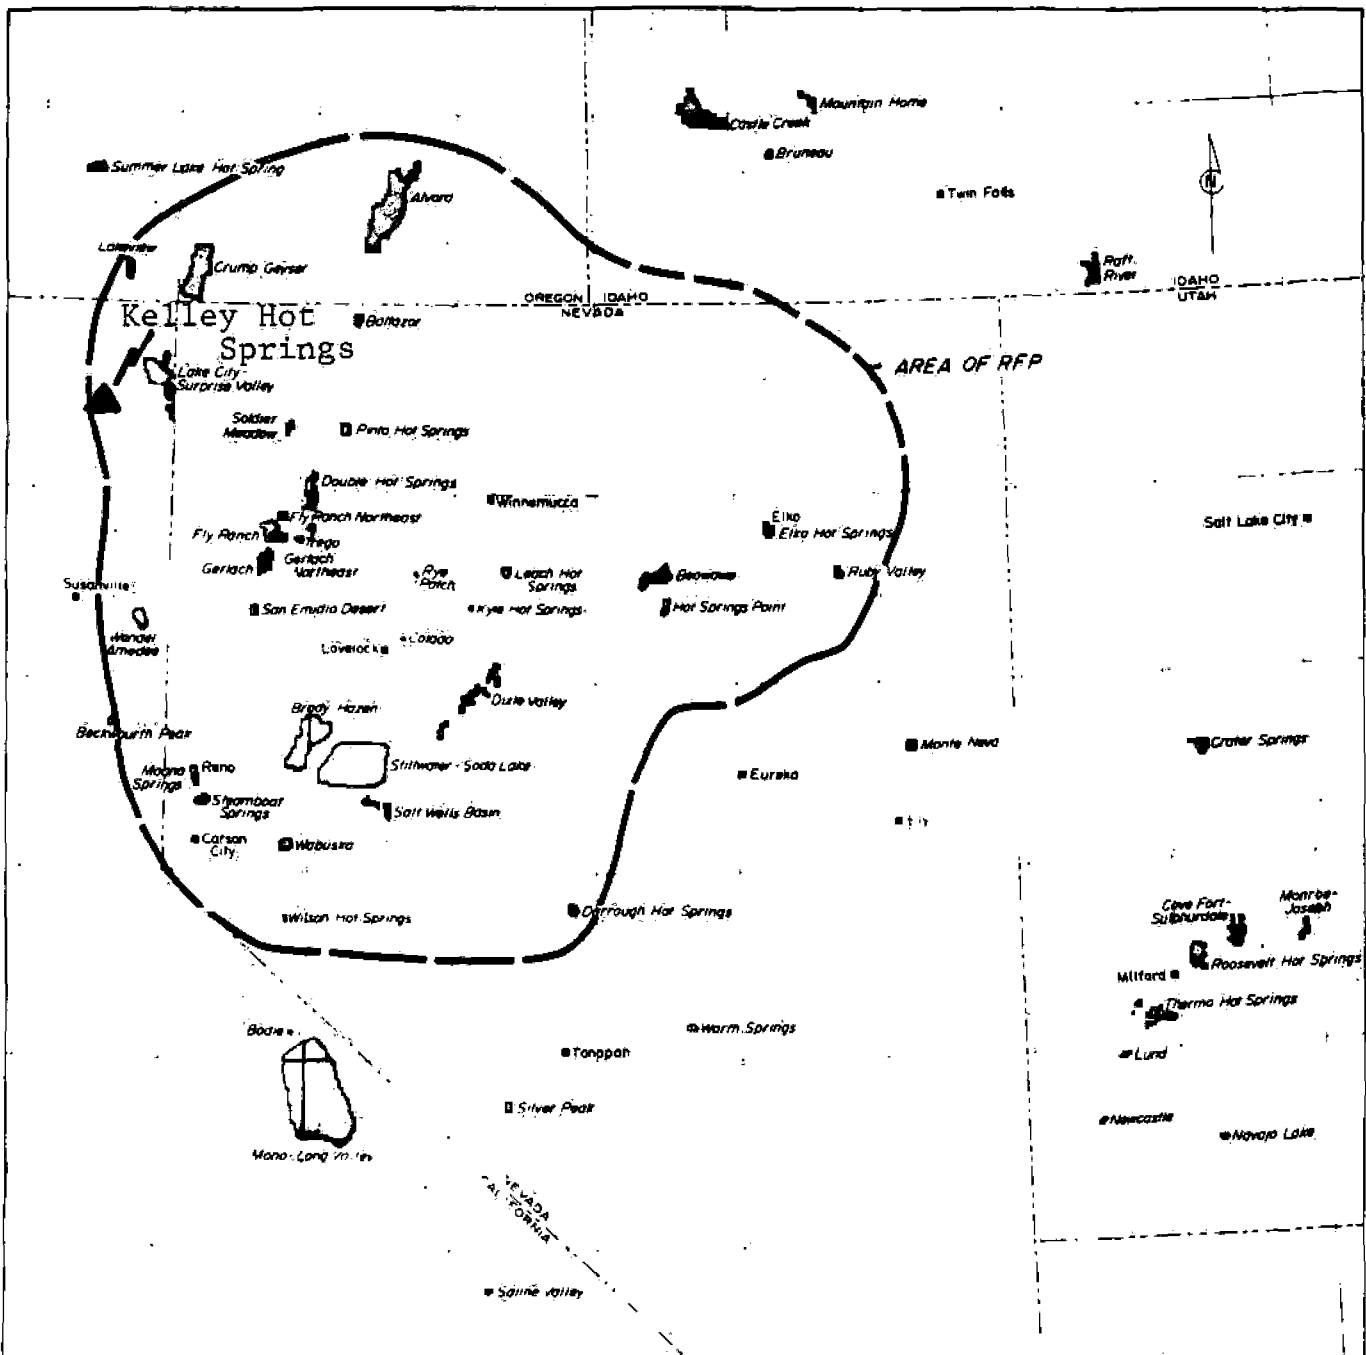 Mountain Home
Castle Creek
Bruneau
Summer Lake Hot Spring
Twin Falls
Alvord
N
Lakeview
Crump Geyser
Raft
River
IDAHO
UTAH
OREGON IDAHO
NEVADA
Kelley Hot
Springs
Baltazor
AREA OF RFP
Lake City-
Surprise Valley
Soldier
Meadow
Pinto Hot Springs
Double Hot Springs
Winnemucca
Fly Ranch Northeast
Elko
Elko Hot Springs
Salt Lake City
Fly Ranch
Trego
Gerlach
Gerlach
Northeast
Rye
Patch
Leach Hot
Springs
Beowawe
Ruby Valley
Susanville
San Emidio Desert
Kyle Hot Springs
Hot Springs Point
Wendel
Amedee
Colado
Lovelock
Dixie Valley
Brady Hazen
Beckwourth Peak
Monte Neva
Crater Springs
Moana
Springs
Reno
Stillwater-Soda Lake
Eureka
Steamboat
Springs
Salt Wells Basin
Ely
Carson
City
Wabuska
Wilson Hot Springs
Darrough Hot Springs
Cove Fort-
Sulphurdale
Monroe-
Joseph
Roosevelt Hot Springs
Milford
Thermo Hot Springs
Bodie
Warm Springs
Tonopah
Lund
Silver Peak
Newcastle
Navajo Lake
Mono-Long Valley
NEVADA
CALIFORNIA
Saline Valley